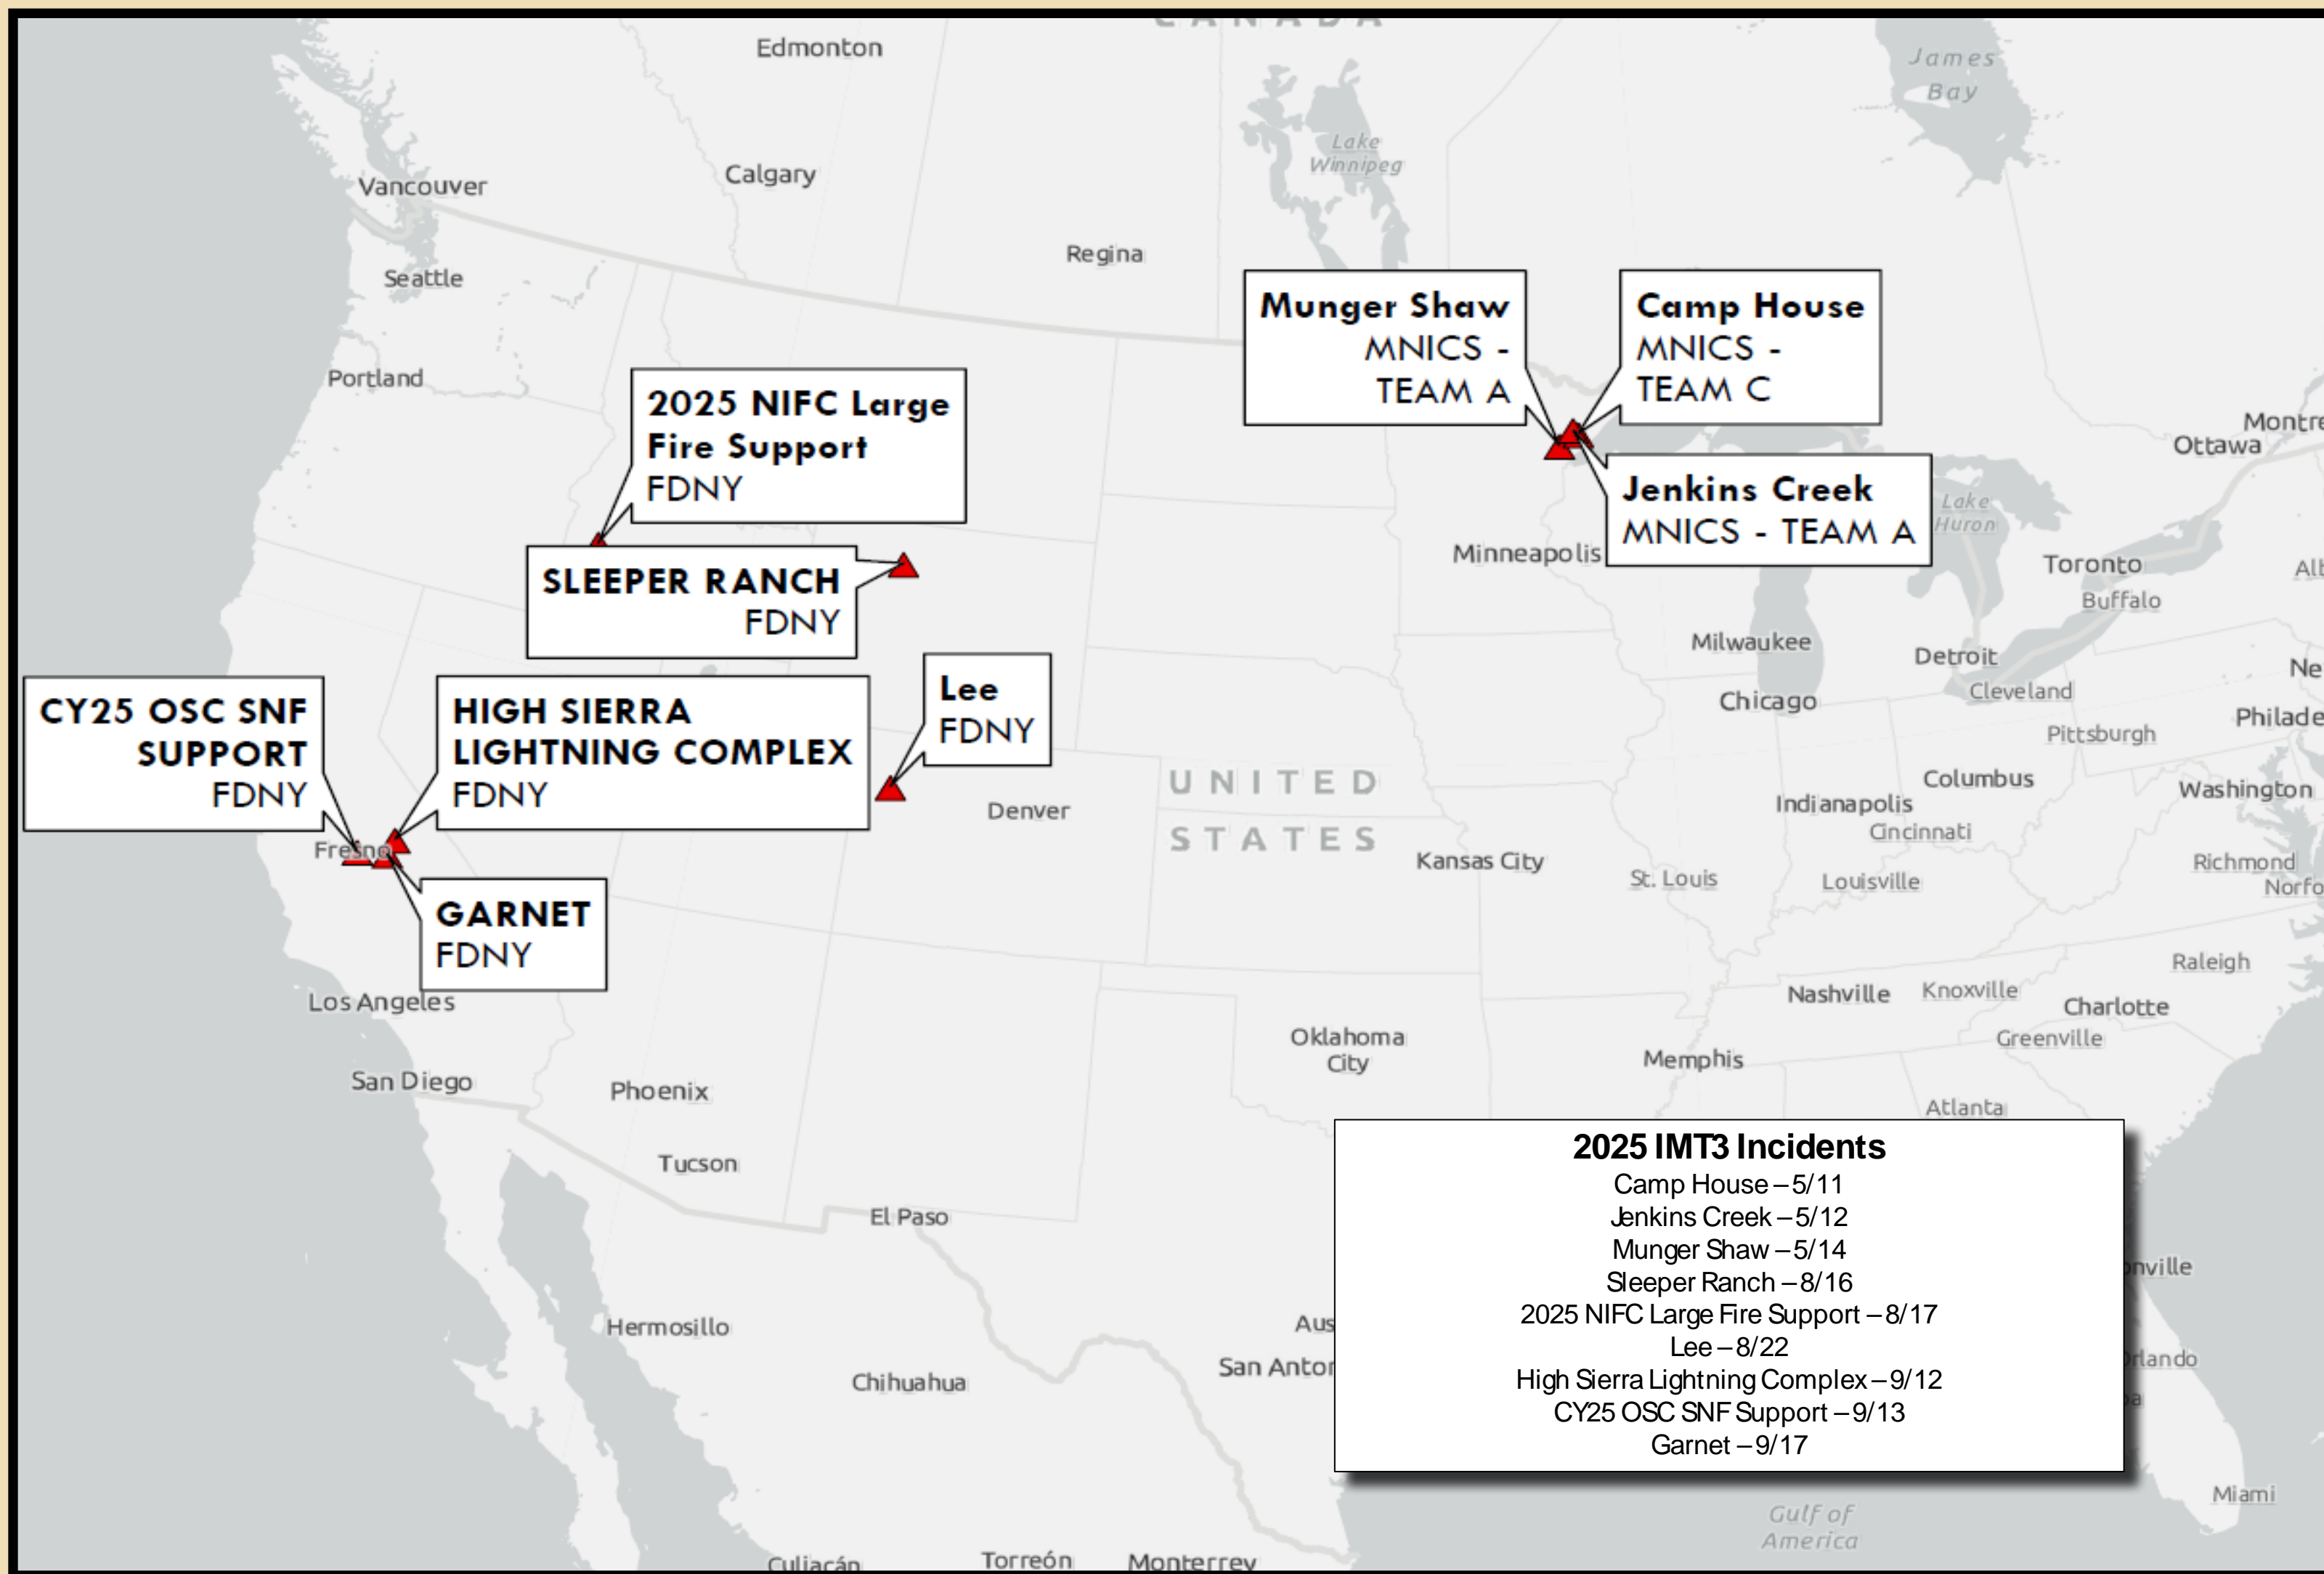 CANADA
Edmonton
James
Bay
Lake
Winnipeg
Calgary
Vancouver
Regina
Seattle
Munger Shaw
MNICS -
TEAM A
Camp House
MNICS -
TEAM C
Portland
2025 NIFC Large
Fire Support
FDNY
Ottawa
Jenkins Creek
MNICS - TEAM A
Lake
Huron
Minneapolis
SLEEPER RANCH
FDNY
Toronto
Buffalo
Milwaukee
Detroit
Cleveland
Chicago
CY25 OSC SNF
SUPPORT
FDNY
HIGH SIERRA
LIGHTNING COMPLEX
FDNY
Lee
FDNY
Pittsburgh
UNITED
STATES
Denver
Columbus
Washington
Indianapolis
Cincinnati
Fresno
Kansas City
St. Louis
Louisville
Richmond
GARNET
FDNY
Raleigh
Los Angeles
Nashville
Knoxville
Charlotte
Greenville
Oklahoma
City
Memphis
San Diego
Phoenix
Atlanta
Tucson
El Paso
2025 IMT3 Incidents
Camp House – 5/11
Jenkins Creek – 5/12
Munger Shaw – 5/14
Sleeper Ranch – 8/16
2025 NIFC Large Fire Support – 8/17
Lee – 8/22
High Sierra Lightning Complex – 9/12
CY25 OSC SNF Support – 9/13
Garnet – 9/17
Hermosillo
Chihuahua
Miami
Gulf of
America
Culiacán
Torreón
Monterrey